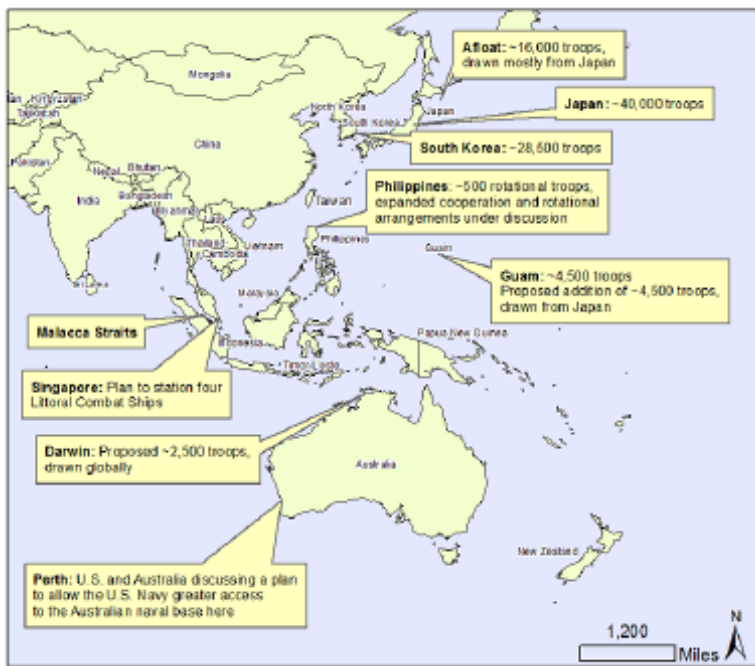 Mongolia
Afloat: ~16,000 troops,
drawn mostly from Japan
Kyrgyzstan
Tajikistan
North Korea
Japan
Japan: ~40,000 troops
South Korea
China
South Korea: ~28,500 troops
Pakistan
Nepal
Bhutan
Bangladesh
India
Myanmar
Taiwan
Philippines: ~500 rotational troops,
expanded cooperation and rotational
arrangements under discussion
Laos
Thailand
Vietnam
Cambodia
Philippines
Guam
Sri Lanka
Guam: ~4,500 troops
Proposed addition of ~4,500 troops,
drawn from Japan
Malaysia
Malacca Straits
Indonesia
Papua New Guinea
Timor-Leste
Singapore: Plan to station four
Littoral Combat Ships
Darwin: Proposed ~2,500 troops,
drawn globally
Australia
New Zealand
Perth: U.S. and Australia discussing a plan
to allow the U.S. Navy greater access
to the Australian naval base here
N
1,200
Miles